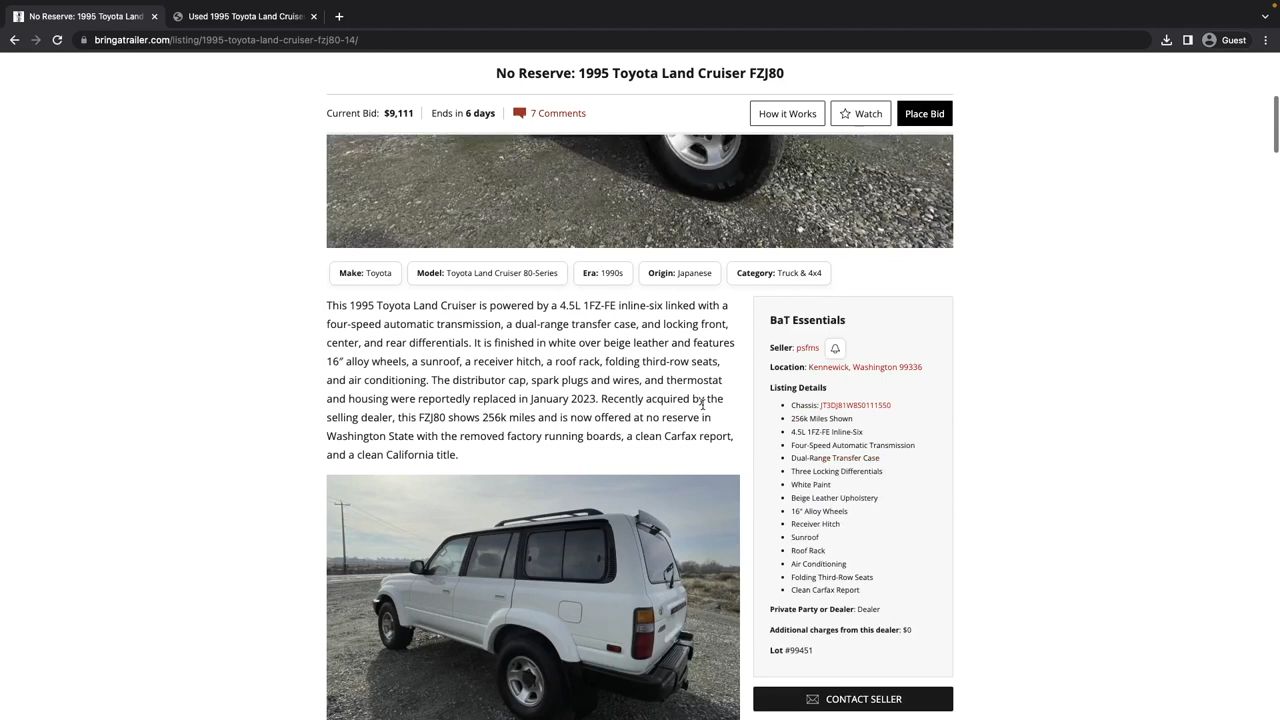 No Reserve: 1995 Toyota Land
Used 1995 Toyota Land Cruise
bringatrailer.com/listing/1995-toyota-land-cruiser-fzj80-14/
Guest
No Reserve: 1995 Toyota Land Cruiser FZJ80
Current Bid: $9,111
Ends in 6 days
7 Comments
How it Works
Watch
Place Bid
Make: Toyota
Model: Toyota Land Cruiser 80-Series
Era: 1990s
Origin: Japanese
Category: Truck & 4x4
This 1995 Toyota Land Cruiser is powered by a 4.5L 1FZ-FE inline-six linked with a
four-speed automatic transmission, a dual-range transfer case, and locking front,
center, and rear differentials. It is finished in white over beige leather and features
16″ alloy wheels, a sunroof, a receiver hitch, a roof rack, folding third-row seats,
and air conditioning. The distributor cap, spark plugs and wires, and thermostat
and housing were reportedly replaced in January 2023. Recently acquired by the
selling dealer, this FZJ80 shows 256k miles and is now offered at no reserve in
Washington State with the removed factory running boards, a clean Carfax report,
and a clean California title.
BaT Essentials
Seller: psfms
Location: Kennewick, Washington 99336
Listing Details
Chassis: JT3DJ81W8S0111550
256k Miles Shown
4.5L 1FZ-FE Inline-Six
Four-Speed Automatic Transmission
Dual-Range Transfer Case
Three Locking Differentials
White Paint
Beige Leather Upholstery
16″ Alloy Wheels
Receiver Hitch
Sunroof
Roof Rack
Air Conditioning
Folding Third-Row Seats
Clean Carfax Report
Private Party or Dealer: Dealer
Additional charges from this dealer: $0
Lot #99451
CONTACT SELLER